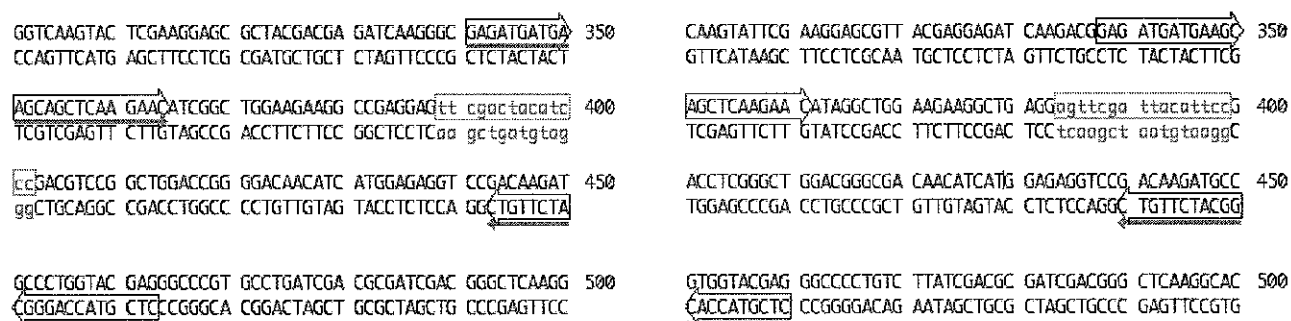 GGTCAAGTAC TCGAAGGAGC GCTACGACGA GATCAAGGGC GAGATGATGA 350
CCAGTTCATG AGCTTCCTCG CGATGCTGCT CTAGTTCCCG CTCTACTACT
AGCAGCTCAA GAACATCGGC TGGAAGAAGG CCGAGGAGtt cgactacatc 400
TCGTCGAGTT CTTGTAGCCG ACCTTCTTCC GGCTCCTCaa gctgatgtag
ccGACGTCCG GCTGGACCGG GGACAACATC ATGGAGAGGT CCGACAAGAT 450
ggCTGCAGGC CGACCTGGCC CCTGTTGTAG TACCTCTCCA GGCTGTTCTA
GCCCTGGTAC GAGGGCCCGT GCCTGATCGA CGCGATCGAC GGGCTCAAGG 500
CGGGACCATG CTCCCGGGCA CGGACTAGCT GCGCTAGCTG CCCGAGTTCC
CAAGTATTCG AAGGAGCGTT ACGAGGAGAT CAAGACGGAG ATGATGAAGC 350
GTTCATAAGC TTCCTCGCAA TGCTCCTCTA GTTCTGCCTC TACTACTTCG
AGCTCAAGAA CATAGGCTGG AAGAAGGCTG AGGagttcga ttacattccG 400
TCGAGTTCTT GTATCCGACC TTCTTCCGAC TCCtcaagct aatgtaaggC
ACCTCGGGCT GGACGGGCGA CAACATCATG GAGAGGTCCG ACAAGATGCC 450
TGGAGCCCGA CCTGCCCGCT GTTGTAGTAC CTCTCCAGGC TGTTCTACGG
GTGGTACGAG GGCCCCTGTC TTATCGACGC GATCGACGGG CTCAAGGCAC 500
CACCATGCTC CCGGGGACAG AATAGCTGCG CTAGCTGCCC GAGTTCCGTG